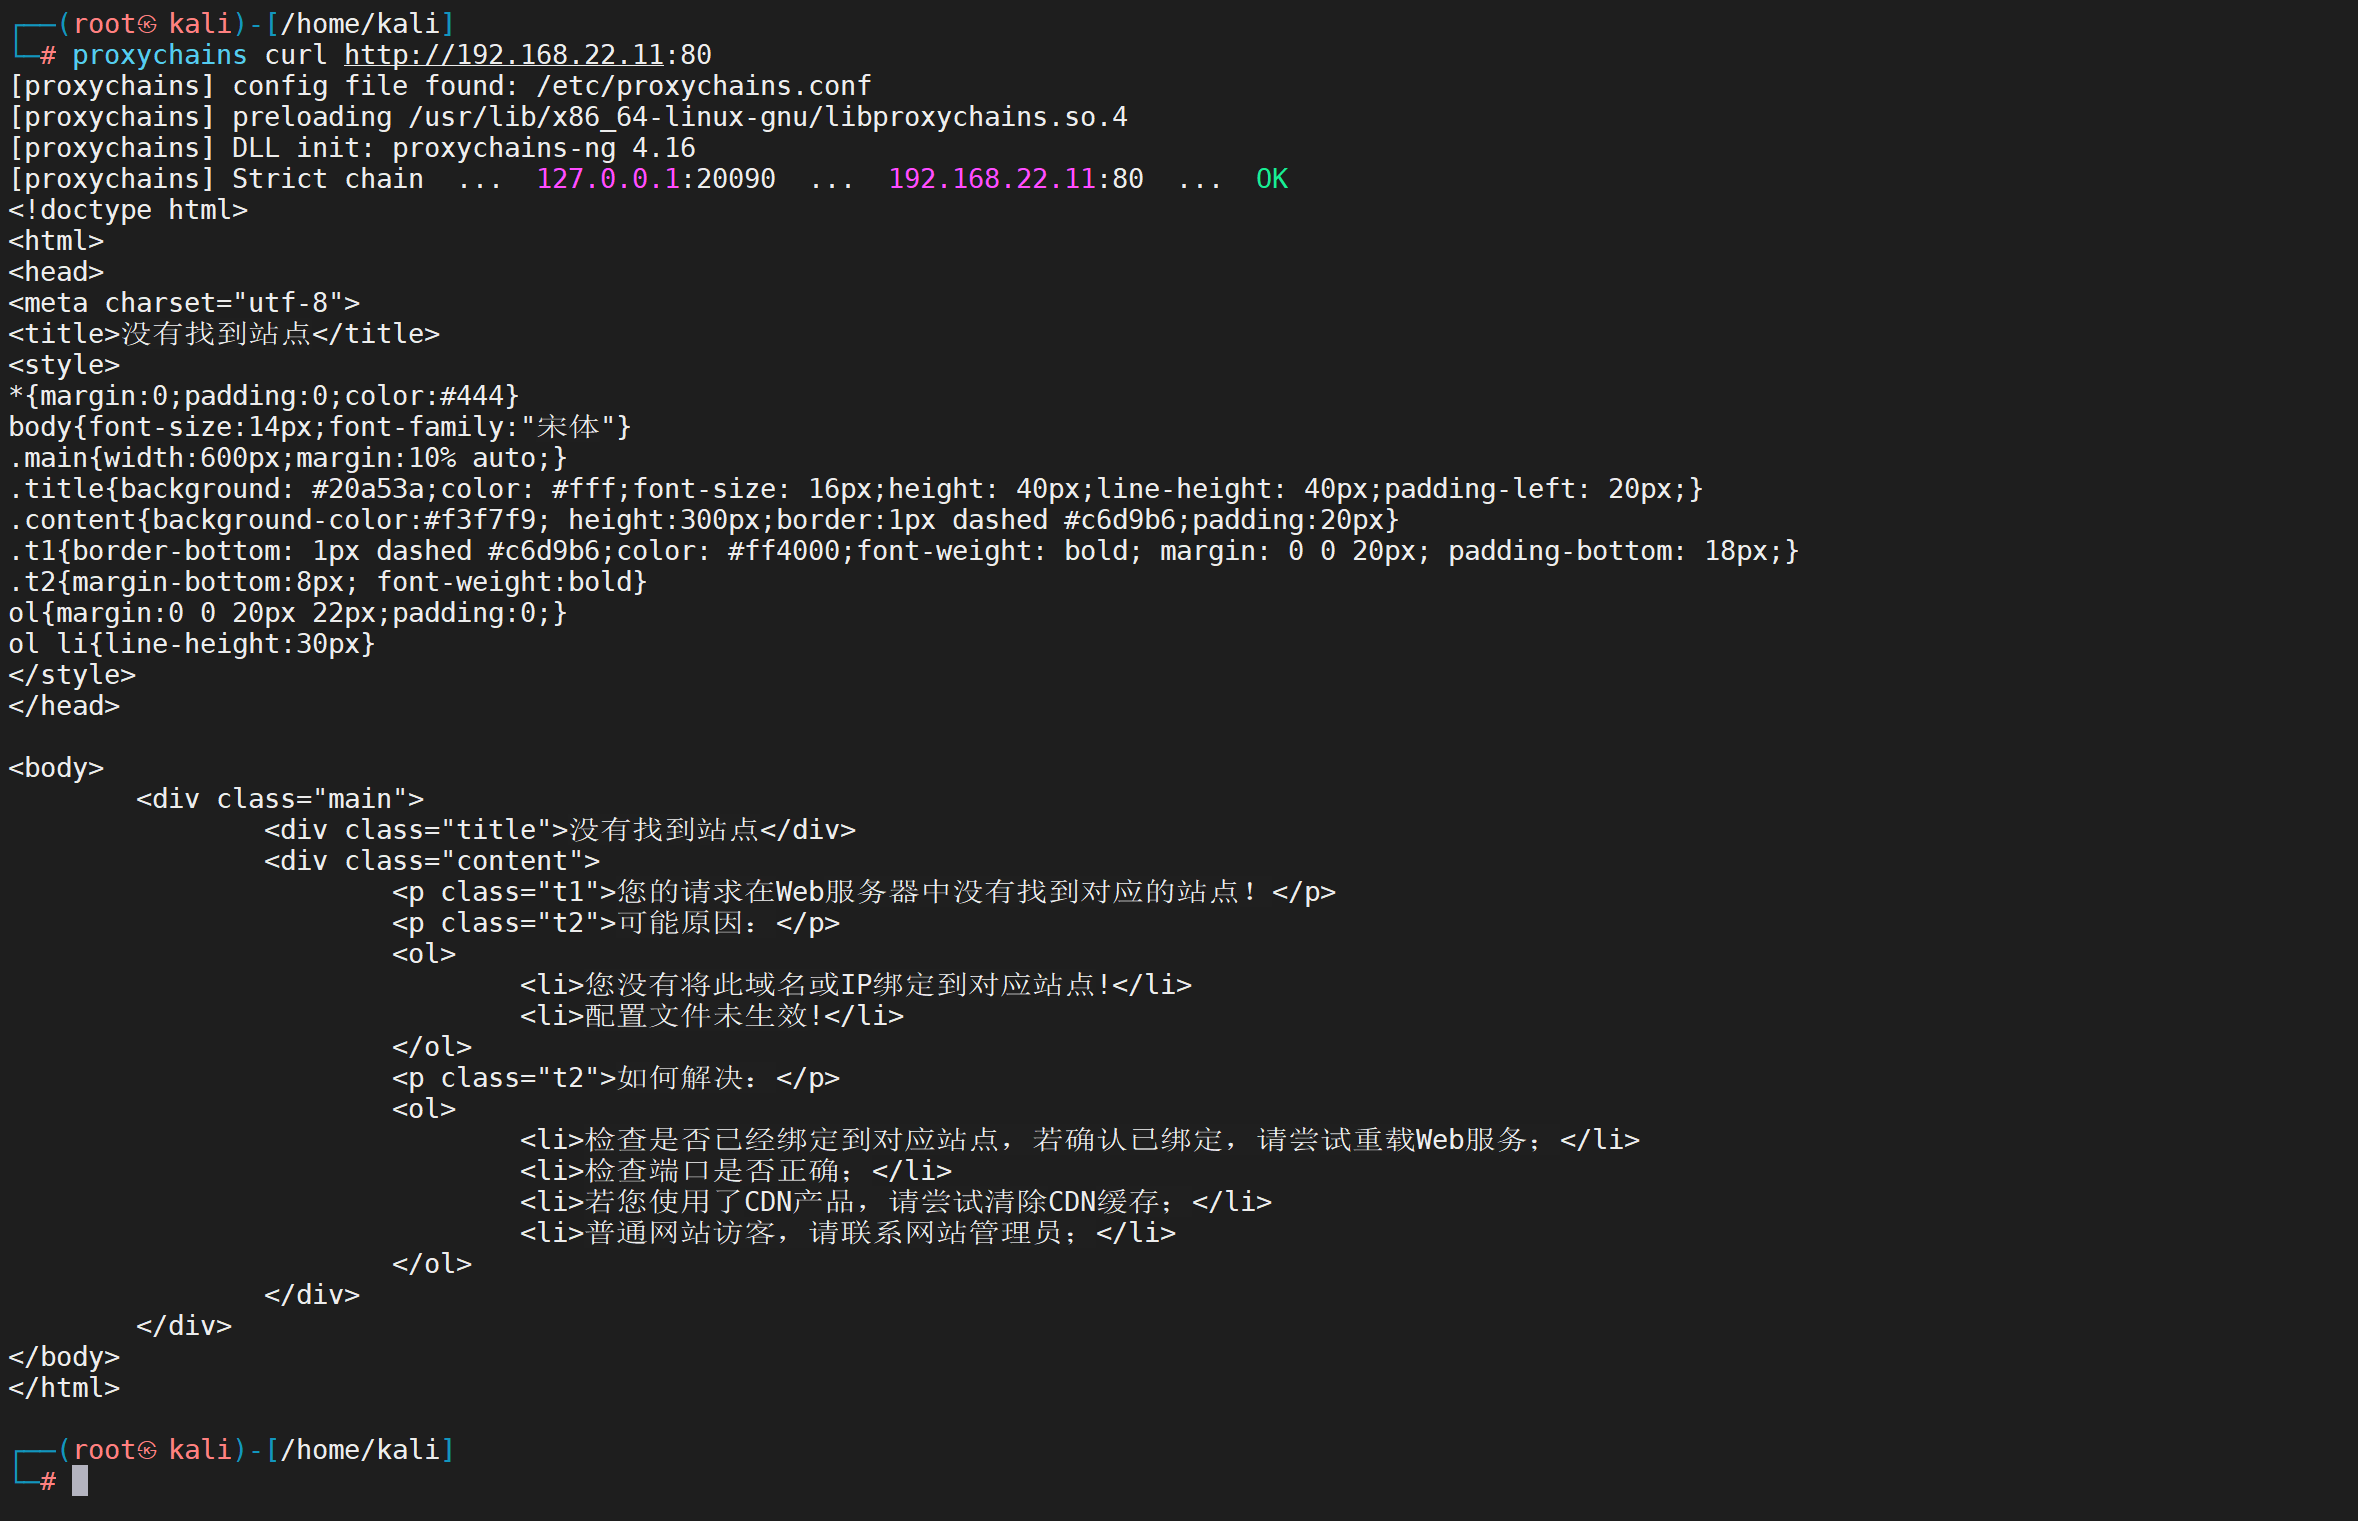 ┌──(root㉿kali)-[/home/kali]
└─# proxychains curl http://192.168.22.11:80
[proxychains] config file found: /etc/proxychains.conf
[proxychains] preloading /usr/lib/x86_64-linux-gnu/libproxychains.so.4
[proxychains] DLL init: proxychains-ng 4.16
[proxychains] Strict chain  ...  127.0.0.1:20090  ...  192.168.22.11:80  ...  OK
<!doctype html>
<html>
<head>
<meta charset="utf-8">
<title>没有找到站点</title>
<style>
*{margin:0;padding:0;color:#444}
body{font-size:14px;font-family:"宋体"}
.main{width:600px;margin:10% auto;}
.title{background: #20a53a;color: #fff;font-size: 16px;height: 40px;line-height: 40px;padding-left: 20px;}
.content{background-color:#f3f7f9; height:300px;border:1px dashed #c6d9b6;padding:20px}
.t1{border-bottom: 1px dashed #c6d9b6;color: #ff4000;font-weight: bold; margin: 0 0 20px; padding-bottom: 18px;}
.t2{margin-bottom:8px; font-weight:bold}
ol{margin:0 0 20px 22px;padding:0;}
ol li{line-height:30px}
</style>
</head>
<body>
        <div class="main">
                <div class="title">没有找到站点</div>
                <div class="content">
                        <p class="t1">您的请求在Web服务器中没有找到对应的站点！</p>
                        <p class="t2">可能原因：</p>
                        <ol>
                                <li>您没有将此域名或IP绑定到对应站点!</li>
                                <li>配置文件未生效!</li>
                        </ol>
                        <p class="t2">如何解决：</p>
                        <ol>
                                <li>检查是否已经绑定到对应站点，若确认已绑定，请尝试重载Web服务；</li>
                                <li>检查端口是否正确；</li>
                                <li>若您使用了CDN产品，请尝试清除CDN缓存；</li>
                                <li>普通网站访客，请联系网站管理员；</li>
                        </ol>
                </div>
        </div>
</body>
</html>
┌──(root㉿kali)-[/home/kali]
└─#